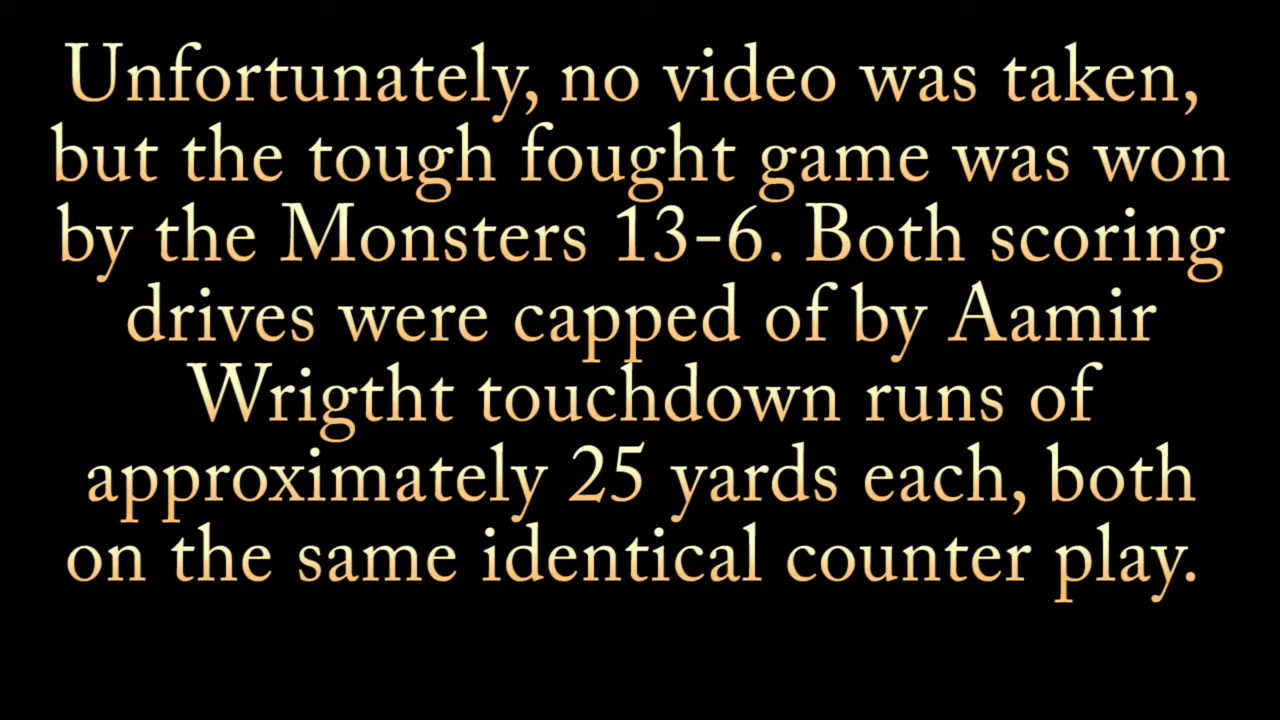 Unfortunately, no video was taken,
but the tough fought game was won
by the Monsters 13-6. Both scoring
drives were capped of by Aamir
Wrigtht touchdown runs of
approximately 25 yards each, both
on the same identical counter play.